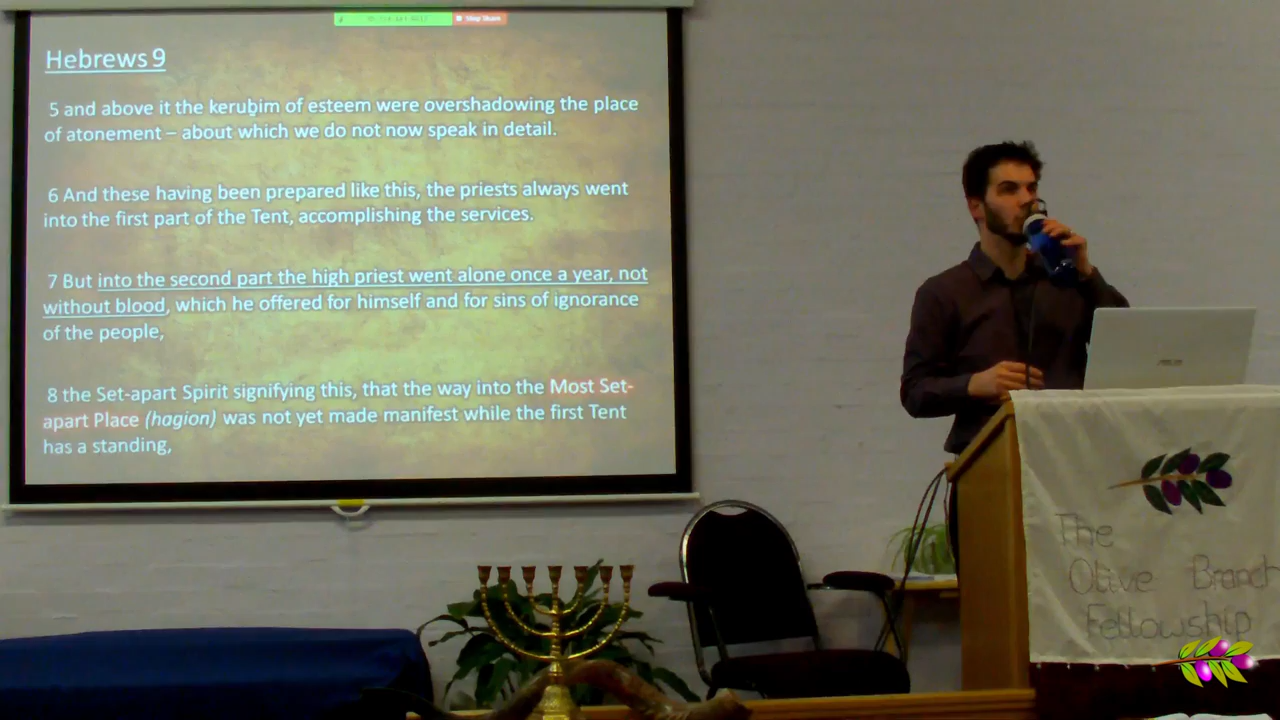 Stop Share
Hebrews 9
5 and above it the kerubim of esteem were overshadowing the place
of atonement – about which we do not now speak in detail.
6 And these having been prepared like this, the priests always went
into the first part of the Tent, accomplishing the services.
7 But into the second part the high priest went alone once a year, not
without blood, which he offered for himself and for sins of ignorance
of the people,
8 the Set-apart Spirit signifying this, that the way into the Most Set-
apart Place (hagion) was not yet made manifest while the first Tent
has a standing,
ASUS
The
Olive Branch
Fellowship